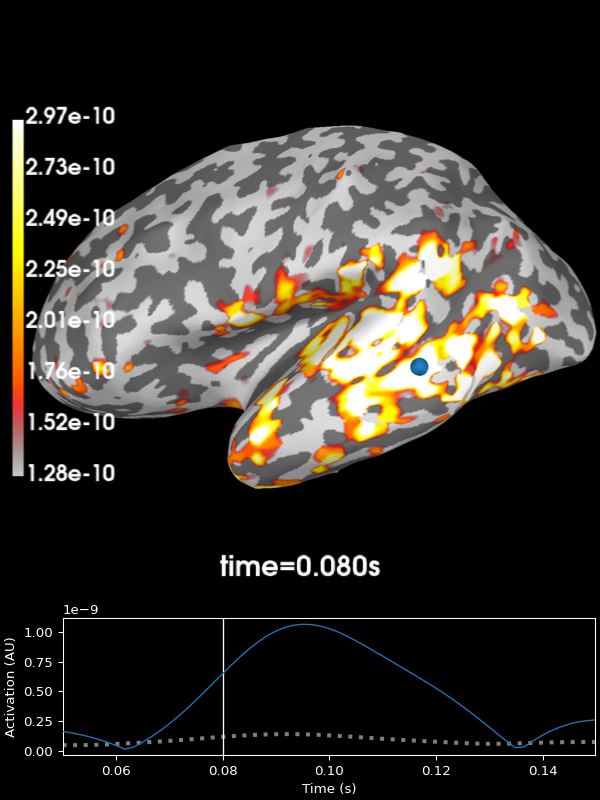 2.97e-10
2.73e-10
2.49e-10
2.25e-10
2.01e-10
1.76e-10
1.52e-10
1.28e-10
time=0.080s
1e−9
1.00
0.75
0.50
0.25
0.00
Activation (AU)
0.06 0.08 0.10 0.12 0.14
Time (s)